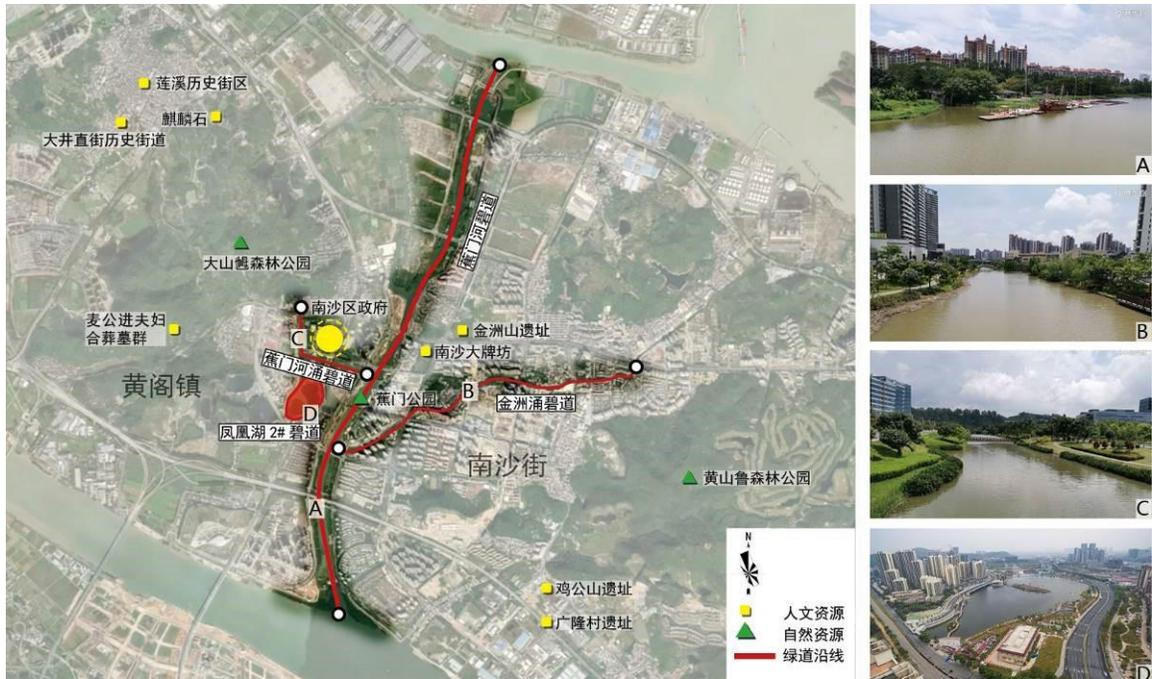 莲溪历史街区
麒麟石
大井直街历史街道
蕉门河碧道
大山乸森林公园
南沙区政府
麦公进夫妇
合葬墓群
金洲山遗址
南沙大牌坊
C
蕉门河涌碧道
黄阁镇
蕉门公园
B
金洲涌碧道
D
凤凰湖 2# 碧道
南沙街
黄山鲁森林公园
A
鸡公山遗址
广隆村遗址
N
人文资源
自然资源
绿道沿线
A
B
C
D